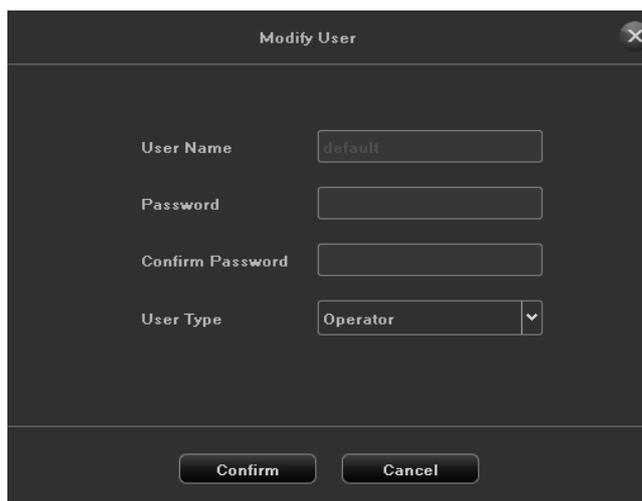 Modify User
User Name default
Password
Confirm Password
User Type Operator
Confirm Cancel